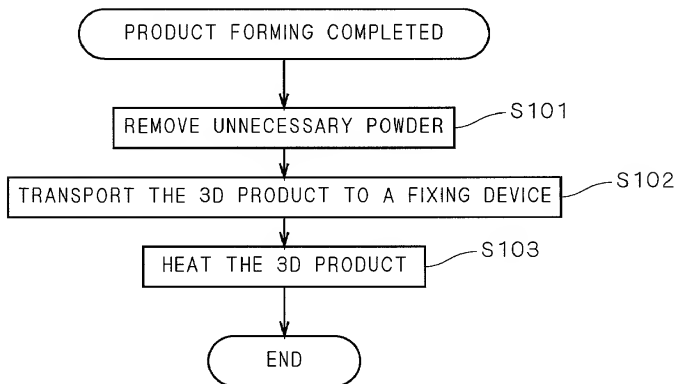 PRODUCT FORMING COMPLETED
REMOVE UNNECESSARY POWDER
S101
TRANSPORT THE 3D PRODUCT TO A FIXING DEVICE
S102
HEAT THE 3D PRODUCT
S103
END